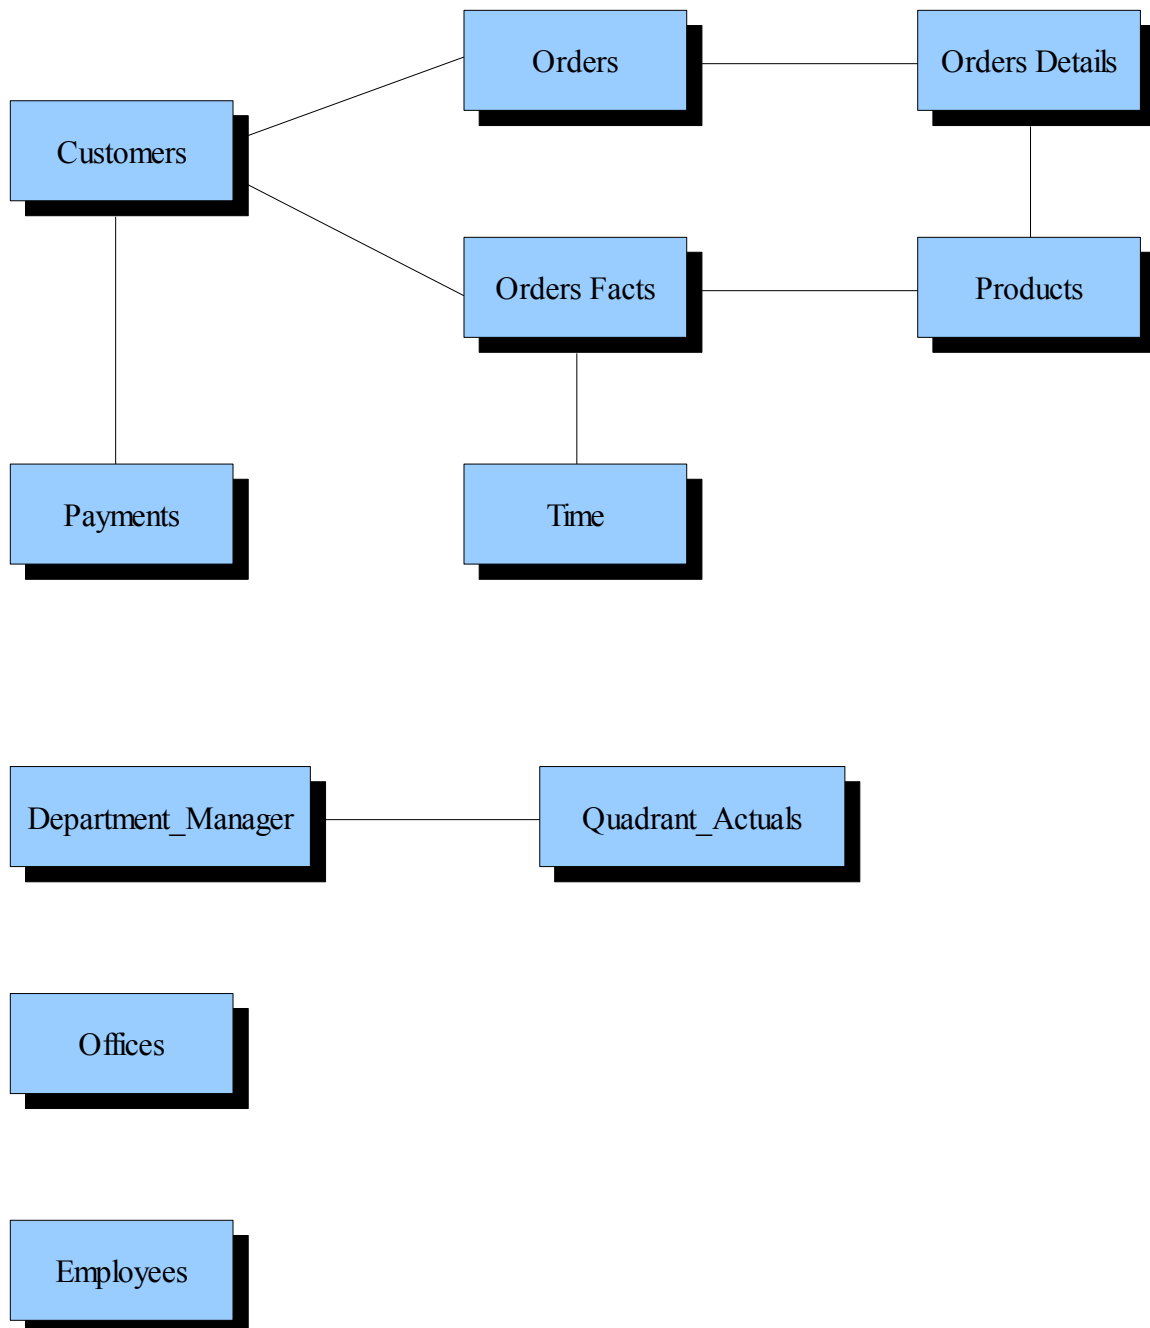 Orders
Orders Details
Customers
Orders Facts
Products
Payments
Time
Department_Manager
Quadrant_Actuals
Offices
Employees